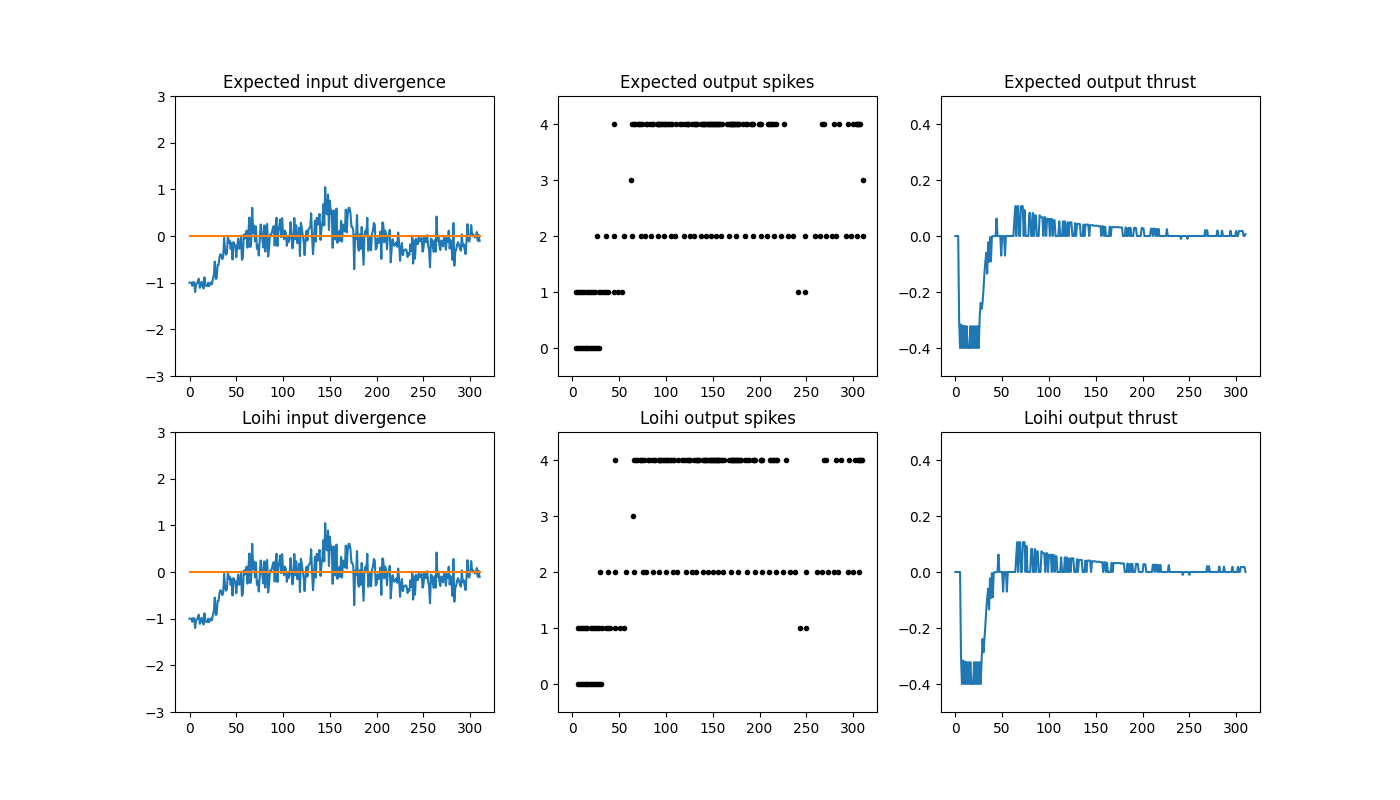 Expected input divergence
Expected output spikes
Expected output thrust
3
2
1
0
−1
−2
−3
0 50 100 150 200 250 300
4
3
2
1
0
0 50 100 150 200 250 300
0.4
0.2
0.0
−0.2
−0.4
0 50 100 150 200 250 300
Loihi input divergence
Loihi output spikes
Loihi output thrust
3
2
1
0
−1
−2
−3
0 50 100 150 200 250 300
4
3
2
1
0
0 50 100 150 200 250 300
0.4
0.2
0.0
−0.2
−0.4
0 50 100 150 200 250 300